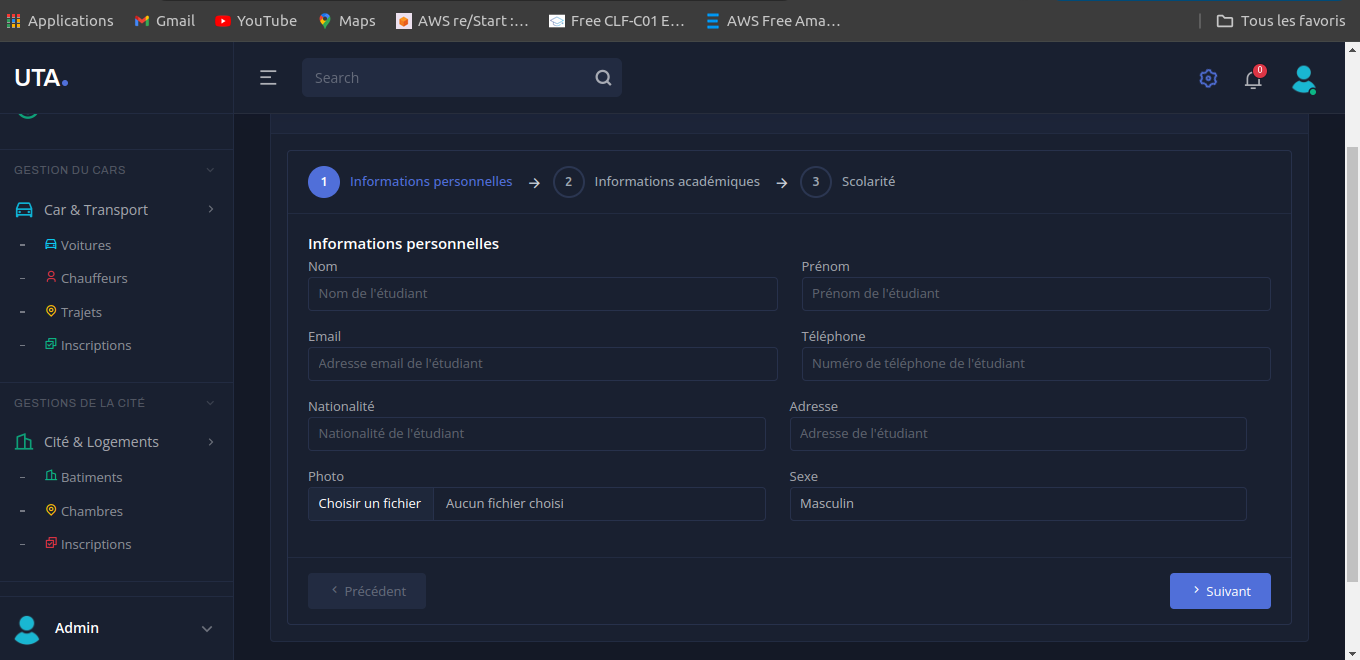 Applications Gmail YouTube Maps AWS re/Start :... Free CLF-C01 E... AWS Free Ama... Tous les favoris
UTA. Search 0
GESTION DU CARS
Car & Transport
- Voitures
- Chauffeurs
- Trajets
- Inscriptions
GESTIONS DE LA CITÉ
Cité & Logements
- Batiments
- Chambres
- Inscriptions
Admin
1 Informations personnelles → 2 Informations académiques → 3 Scolarité
Informations personnelles
Nom Prénom
Nom de l'étudiant Prénom de l'étudiant
Email Téléphone
Adresse email de l'étudiant Numéro de téléphone de l'étudiant
Nationalité Adresse
Nationalité de l'étudiant Adresse de l'étudiant
Photo Sexe
Choisir un fichier Aucun fichier choisi Masculin
Précédent Suivant